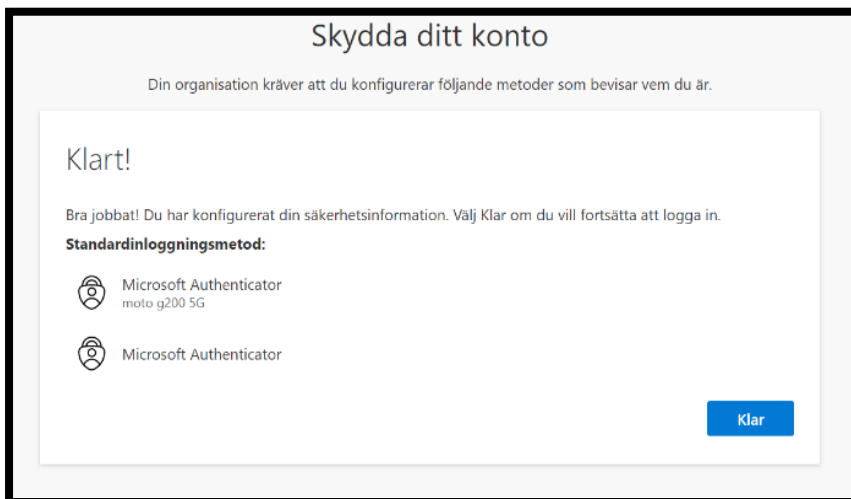 Skydda ditt konto
Din organisation kräver att du konfigurerar följande metoder som bevisar vem du är.
Klart!
Bra jobbat! Du har konfigurerat din säkerhetsinformation. Välj Klar om du vill fortsätta att logga in.
Standardinloggningsmetod:
Microsoft Authenticator
moto g200 5G
Microsoft Authenticator
Klar